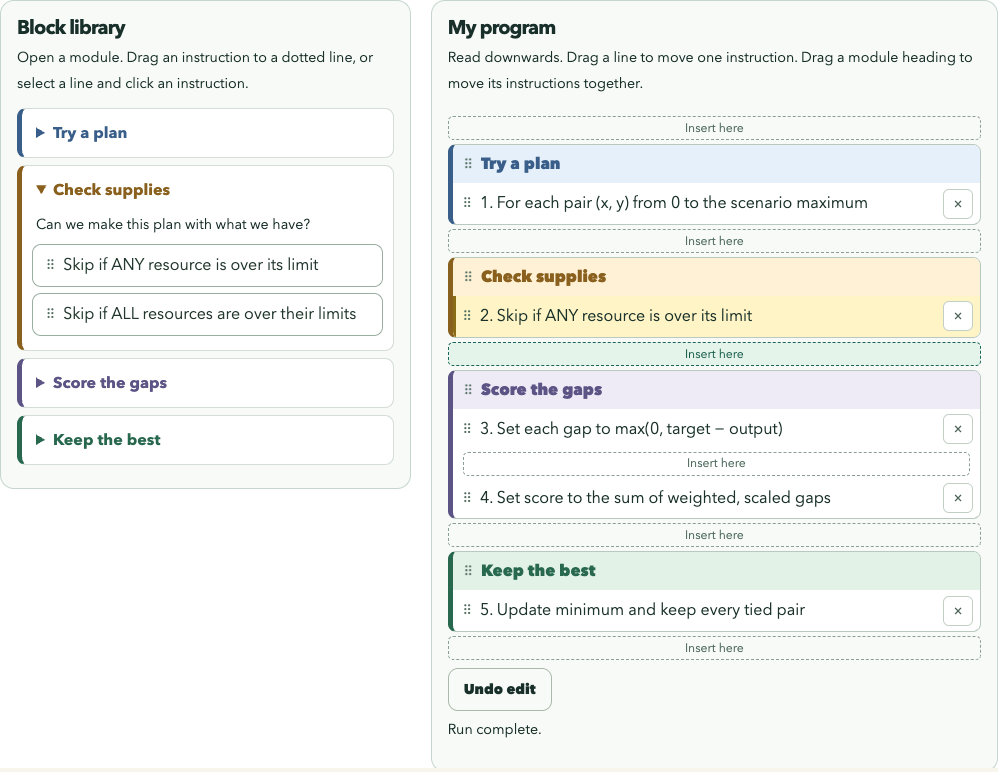 Block library
Open a module. Drag an instruction to a dotted line, or
select a line and click an instruction.
▶ Try a plan
▼ Check supplies
Can we make this plan with what we have?
Skip if ANY resource is over its limit
Skip if ALL resources are over their limits
▶ Score the gaps
▶ Keep the best
My program
Read downwards. Drag a line to move one instruction. Drag a module heading to
move its instructions together.
Insert here
Try a plan
1. For each pair (x, y) from 0 to the scenario maximum ×
Insert here
Check supplies
2. Skip if ANY resource is over its limit ×
Insert here
Score the gaps
3. Set each gap to max(0, target − output) ×
Insert here
4. Set score to the sum of weighted, scaled gaps ×
Insert here
Keep the best
5. Update minimum and keep every tied pair ×
Insert here
Undo edit
Run complete.